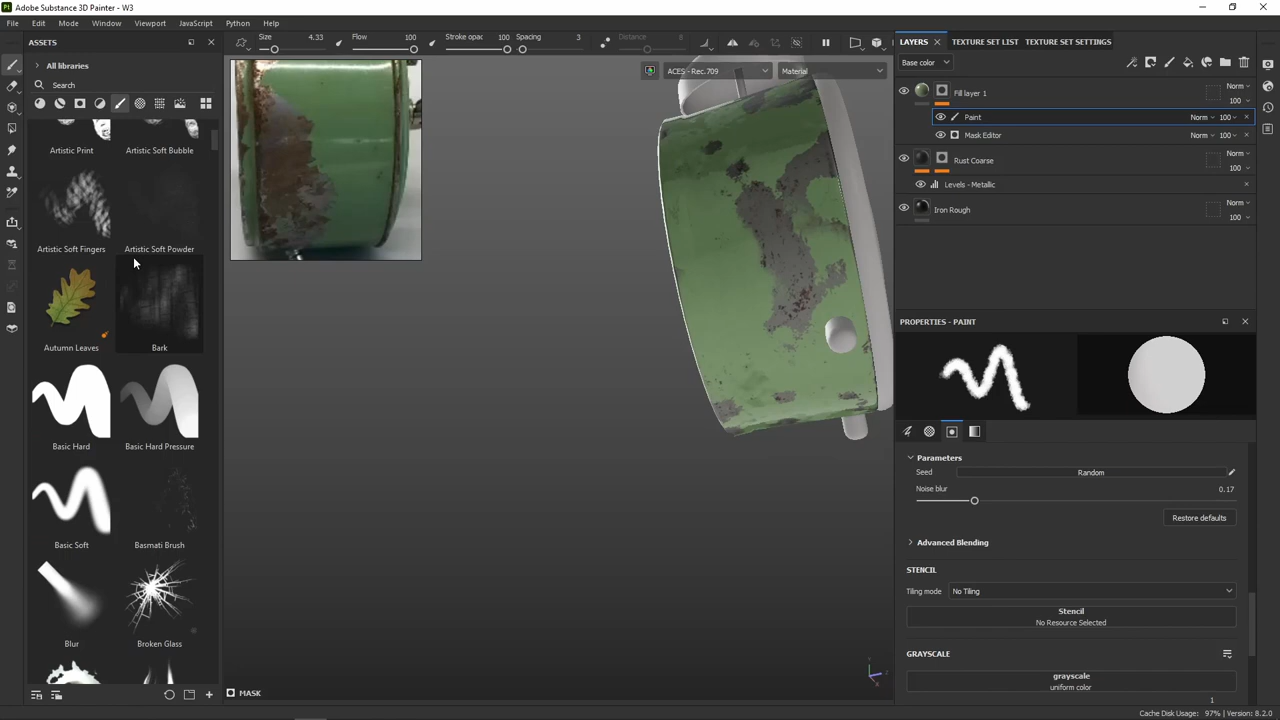 Adobe Substance 3D Painter - W3
File Edit Mode Window Viewport JavaScript Python Help
ASSETS
Size 4.33 Flow 100 Stroke opac 100 Spacing 3 Distance 8
All libraries
Search
ACES - Rec.709 Material
Artistic Print Artistic Soft Bubble
Artistic Soft Fingers Artistic Soft Powder
Autumn Leaves Bark
Basic Hard Basic Hard Pressure
Basic Soft Basmati Brush
Blur Broken Glass
MASK
LAYERS TEXTURE SET LIST TEXTURE SET SETTINGS
Base color
Fill layer 1 Norm 100
Paint Norm 100
Mask Editor Norm 100
Rust Coarse Norm 100
Levels - Metallic
Iron Rough Norm 100
PROPERTIES - PAINT
Parameters
Seed Random
Noise blur 0.17
Restore defaults
Advanced Blending
STENCIL
Tiling mode No Tiling
Stencil
No Resource Selected
GRAYSCALE
grayscale
uniform color
1
Cache Disk Usage: 97% | Version: 8.2.0